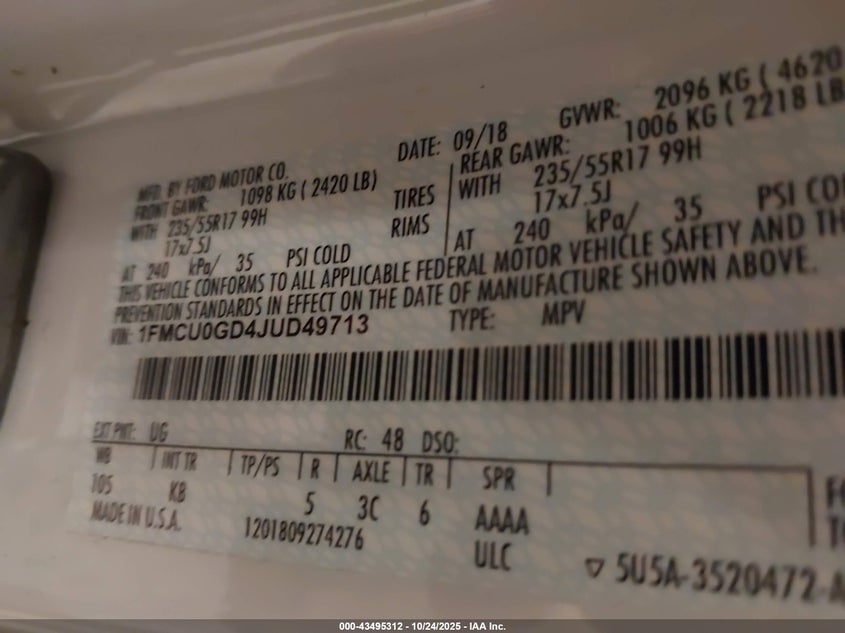 MFD. BY FORD MOTOR CO.
DATE: 09/18
GVWR: 2096 KG ( 4620
FRONT GAWR: 1098 KG ( 2420 LB)
REAR GAWR: 1006 KG ( 2218 LB
WITH 235/55R17 99H TIRES WITH 235/55R17 99H
17x7.5J RIMS 17x7.5J
AT 240 kPa/ 35 PSI COLD AT 240 kPa/ 35 PSI COL
THIS VEHICLE CONFORMS TO ALL APPLICABLE FEDERAL MOTOR VEHICLE SAFETY AND TH
PREVENTION STANDARDS IN EFFECT ON THE DATE OF MANUFACTURE SHOWN ABOVE.
VIN: 1FMCU0GD4JUD49713 TYPE: MPV
EXT PNT: UG RC: 48 DSO:
WB INT TR TP/PS R AXLE TR SPR
105 KB 5 3C 6 AAAA
MADE IN U.S.A. 1201809274276 ULC
5U5A-3520472-A
000-43495312 - 10/24/2025 - IAA Inc.